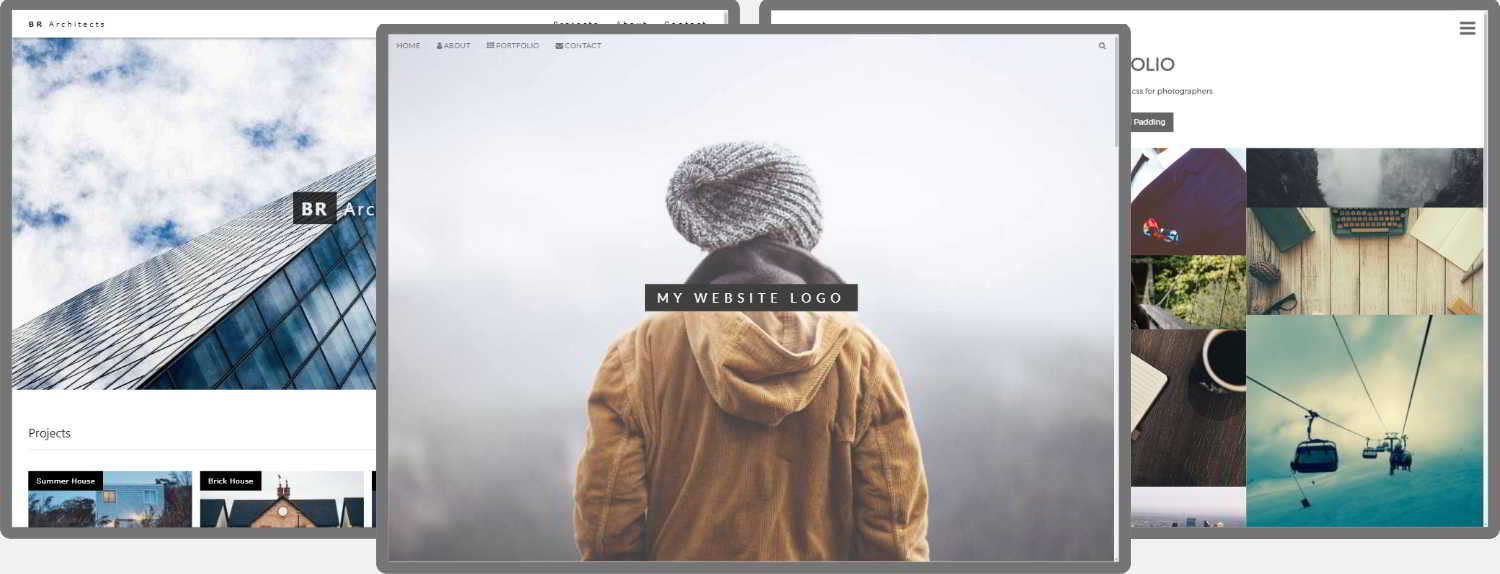 BR Architects
Projects About Contact
BR Arc
Projects
Summer House
Brick House
HOME ABOUT PORTFOLIO CONTACT
MY WEBSITE LOGO
OLIO
css for photographers
Padding